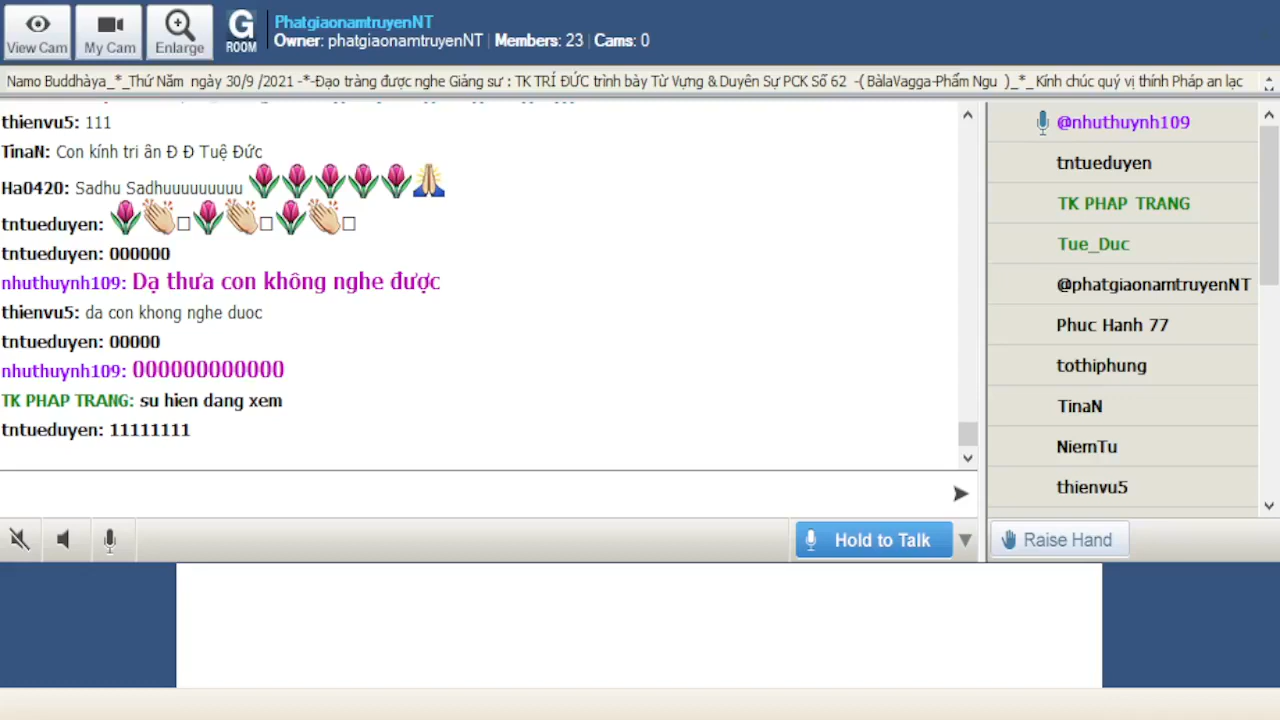 View Cam
My Cam
Enlarge
G
ROOM
PhatgiaonamtruyenNT
Owner: phatgiaonamtruyenNT | Members: 23 | Cams: 0
Namo Buddhàya_*_Thứ Năm ngày 30/9 /2021 -*-Đạo tràng được nghe Giảng sư : TK TRÍ ĐỨC trình bày Từ Vựng & Duyên Sự PCK Số 62 -( BàlaVagga-Phẩm Ngu )_*_ Kính chúc quý vị thính Pháp an lạc
thienvu5: 111
TinaN: Con kính tri ân Đ Đ Tuệ Đức
Ha0420: Sadhu Sadhuuuuuuuuu 🌷🌷🌷🌷🌷🙏
tntueduyen: 🌷👏□🌷👏□🌷👏□
tntueduyen: 000000
nhuthuynh109: Dạ thưa con không nghe được
thienvu5: da con khong nghe duoc
tntueduyen: 00000
nhuthuynh109: 000000000000
TK PHAP TRANG: su hien dang xem
tntueduyen: 11111111
@nhuthuynh109
tntueduyen
TK PHAP TRANG
Tue_Duc
@phatgiaonamtruyenNT
Phuc Hanh 77
tothiphung
TinaN
NiemTu
thienvu5
Hold to Talk
Raise Hand